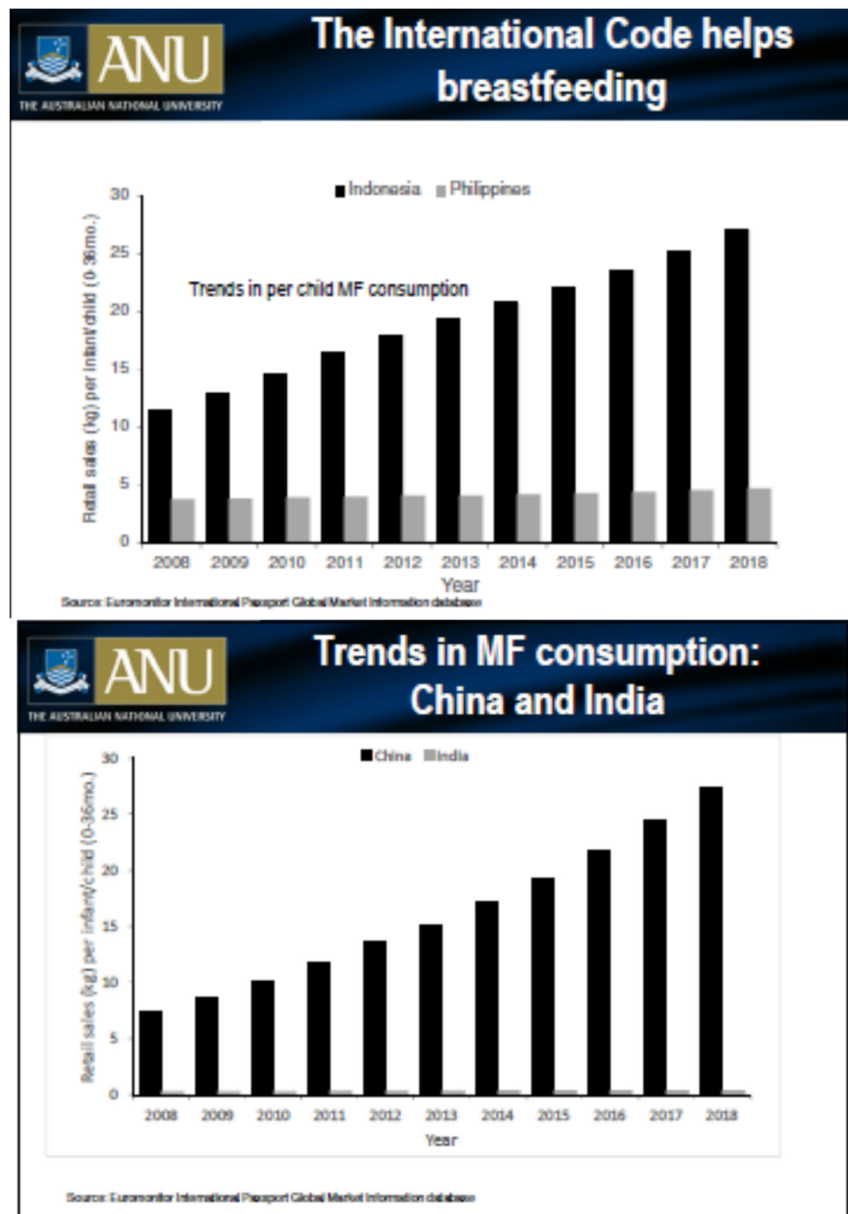 ANU
THE AUSTRALIAN NATIONAL UNIVERSITY
The International Code helps
breastfeeding
Indonesia Philippines
Trends in per child MF consumption
Retail sales (kg) per infant/child (0-36mo.)
30
25
20
15
10
5
0
2008 2009 2010 2011 2012 2013 2014 2015 2016 2017 2018
Year
Source: Euromonitor International Passport Global Market Information database
ANU
THE AUSTRALIAN NATIONAL UNIVERSITY
Trends in MF consumption:
China and India
China India
Retail sales (kg) per infant/child (0-36mo.)
30
25
20
15
10
5
0
2008 2009 2010 2011 2012 2013 2014 2015 2016 2017 2018
Year
Source: Euromonitor International Passport Global Market Information database